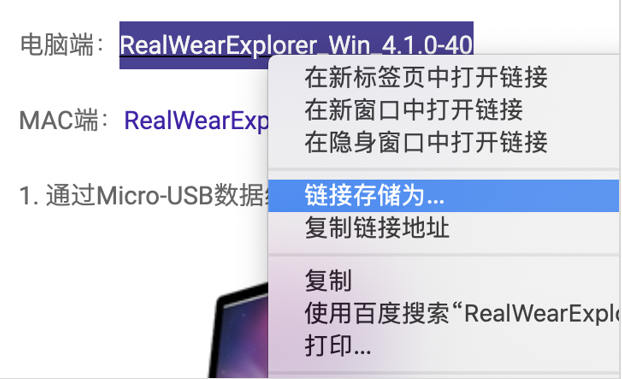 电脑端：RealWearExplorer_Win_4.1.0-40
在新标签页中打开链接
在新窗口中打开链接
MAC端：RealWearExp
在隐身窗口中打开链接
1. 通过Micro-USB数据
链接存储为...
复制链接地址
复制
使用百度搜索“RealWearExplo
打印...